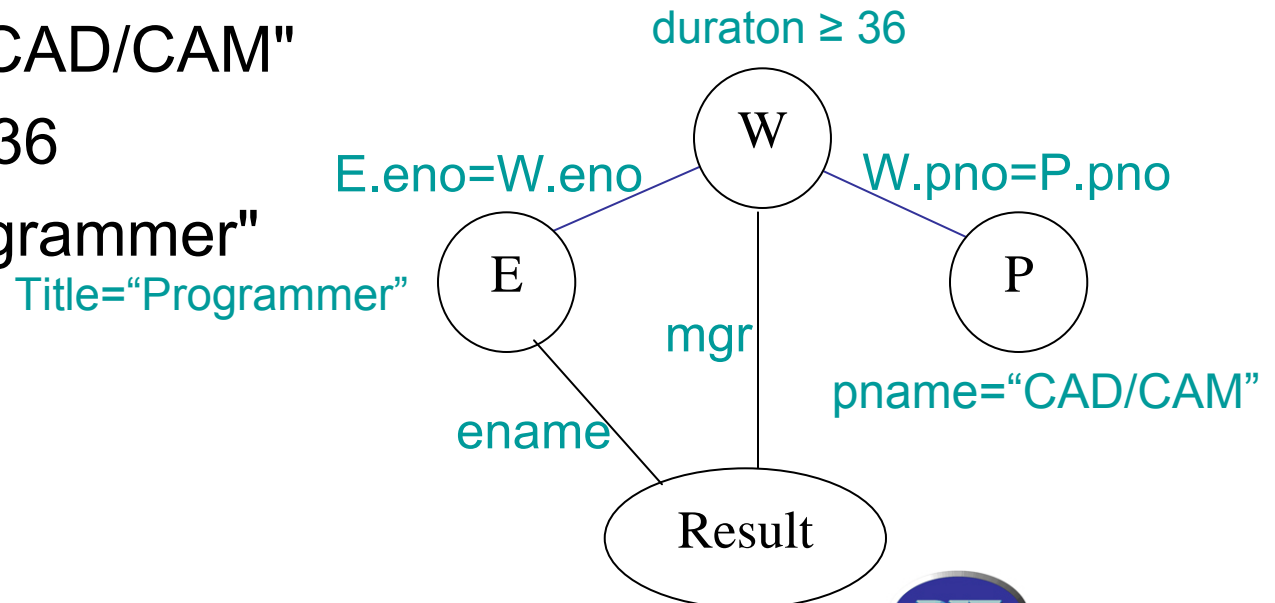 CAD/CAM"
36
grammer"
duraton ≥ 36
W
E.eno=W.eno
W.pno=P.pno
Title=“Programmer”
E
P
mgr
pname=“CAD/CAM”
ename
Result